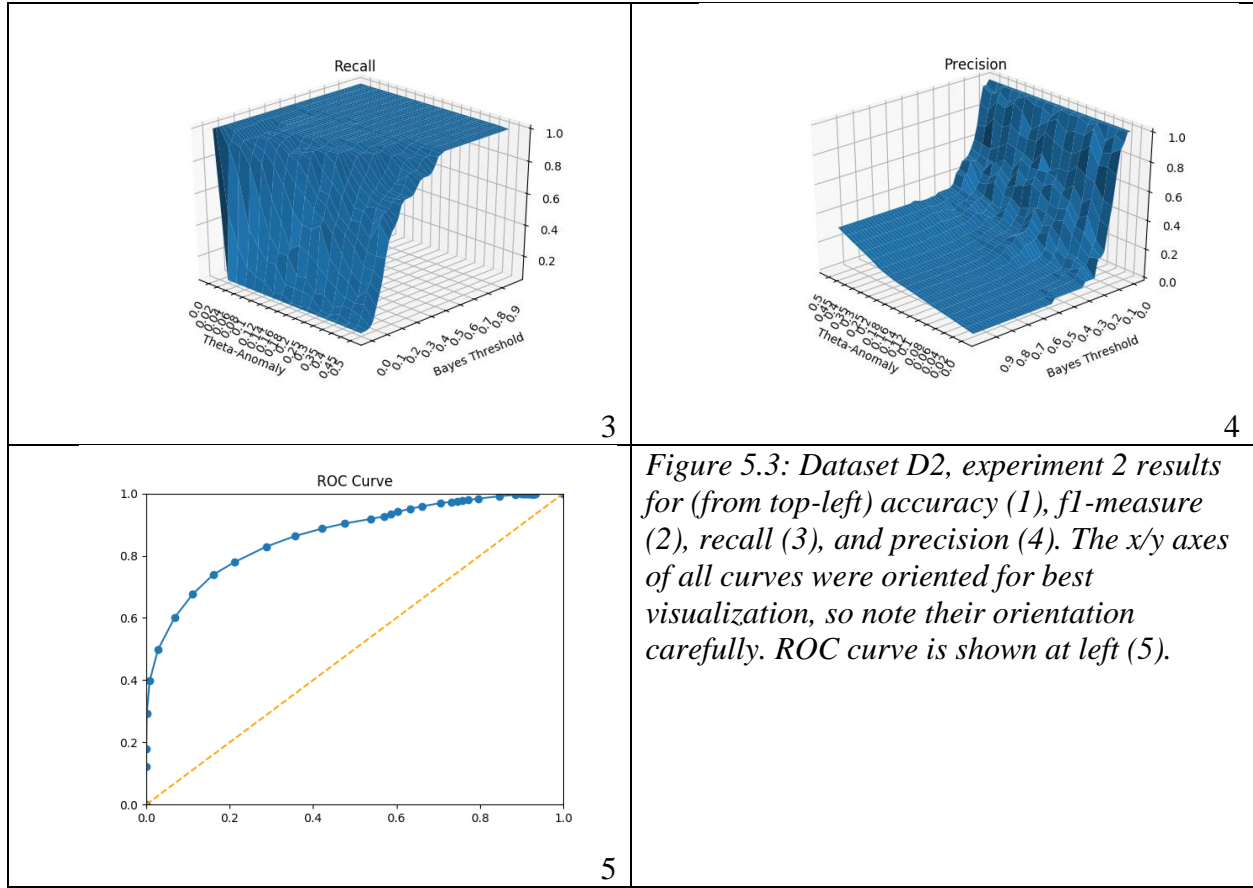 Recall
1.0
0.8
0.6
0.4
0.2
0.0
Theta-Anomaly
0.0
0.1
0.2
0.3
0.4
0.5
0.6
0.7
0.8
0.9
Bayes Threshold
3
Precision
1.0
0.8
0.6
0.4
0.2
0.0
Theta-Anomaly
0.9
0.8
0.7
0.6
0.5
0.4
0.3
0.2
0.1
0.0
Bayes Threshold
4
ROC Curve
1.0
0.8
0.6
0.4
0.2
0.0
0.0 0.2 0.4 0.6 0.8 1.0
5
Figure 5.3: Dataset D2, experiment 2 results
for (from top-left) accuracy (1), f1-measure
(2), recall (3), and precision (4). The x/y axes
of all curves were oriented for best
visualization, so note their orientation
carefully. ROC curve is shown at left (5).